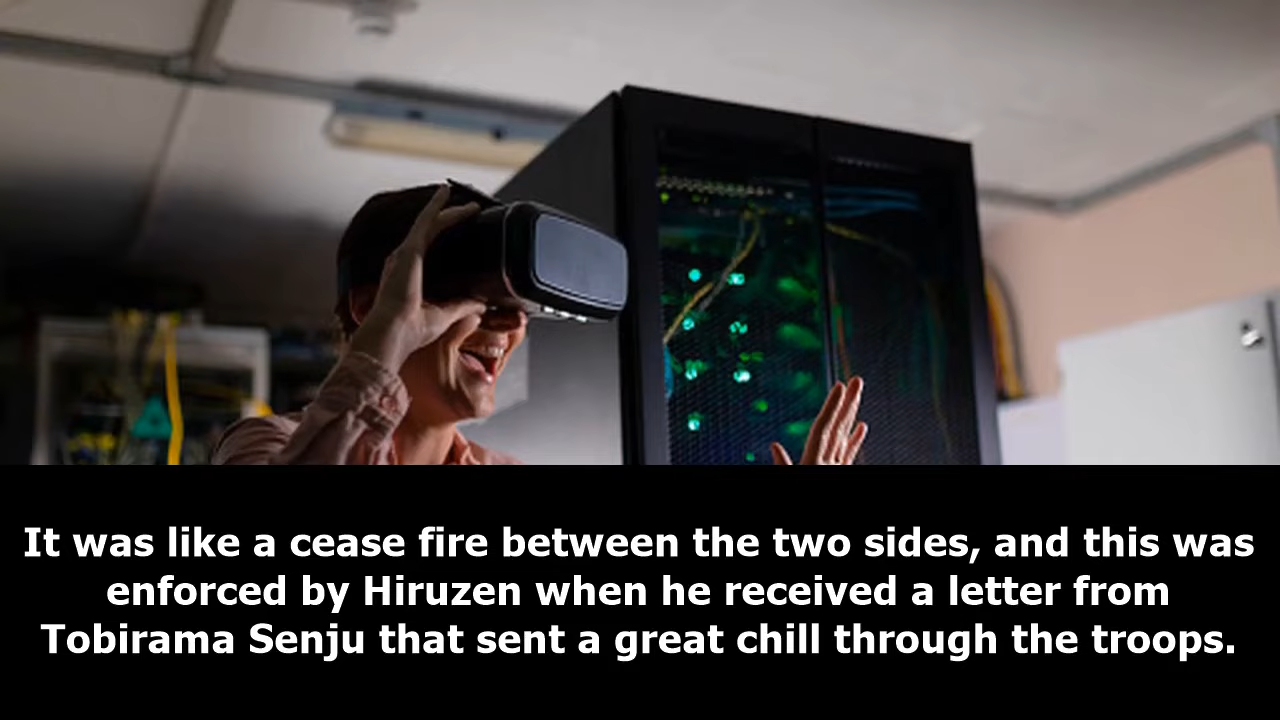 It was like a cease fire between the two sides, and this was
enforced by Hiruzen when he received a letter from
Tobirama Senju that sent a great chill through the troops.